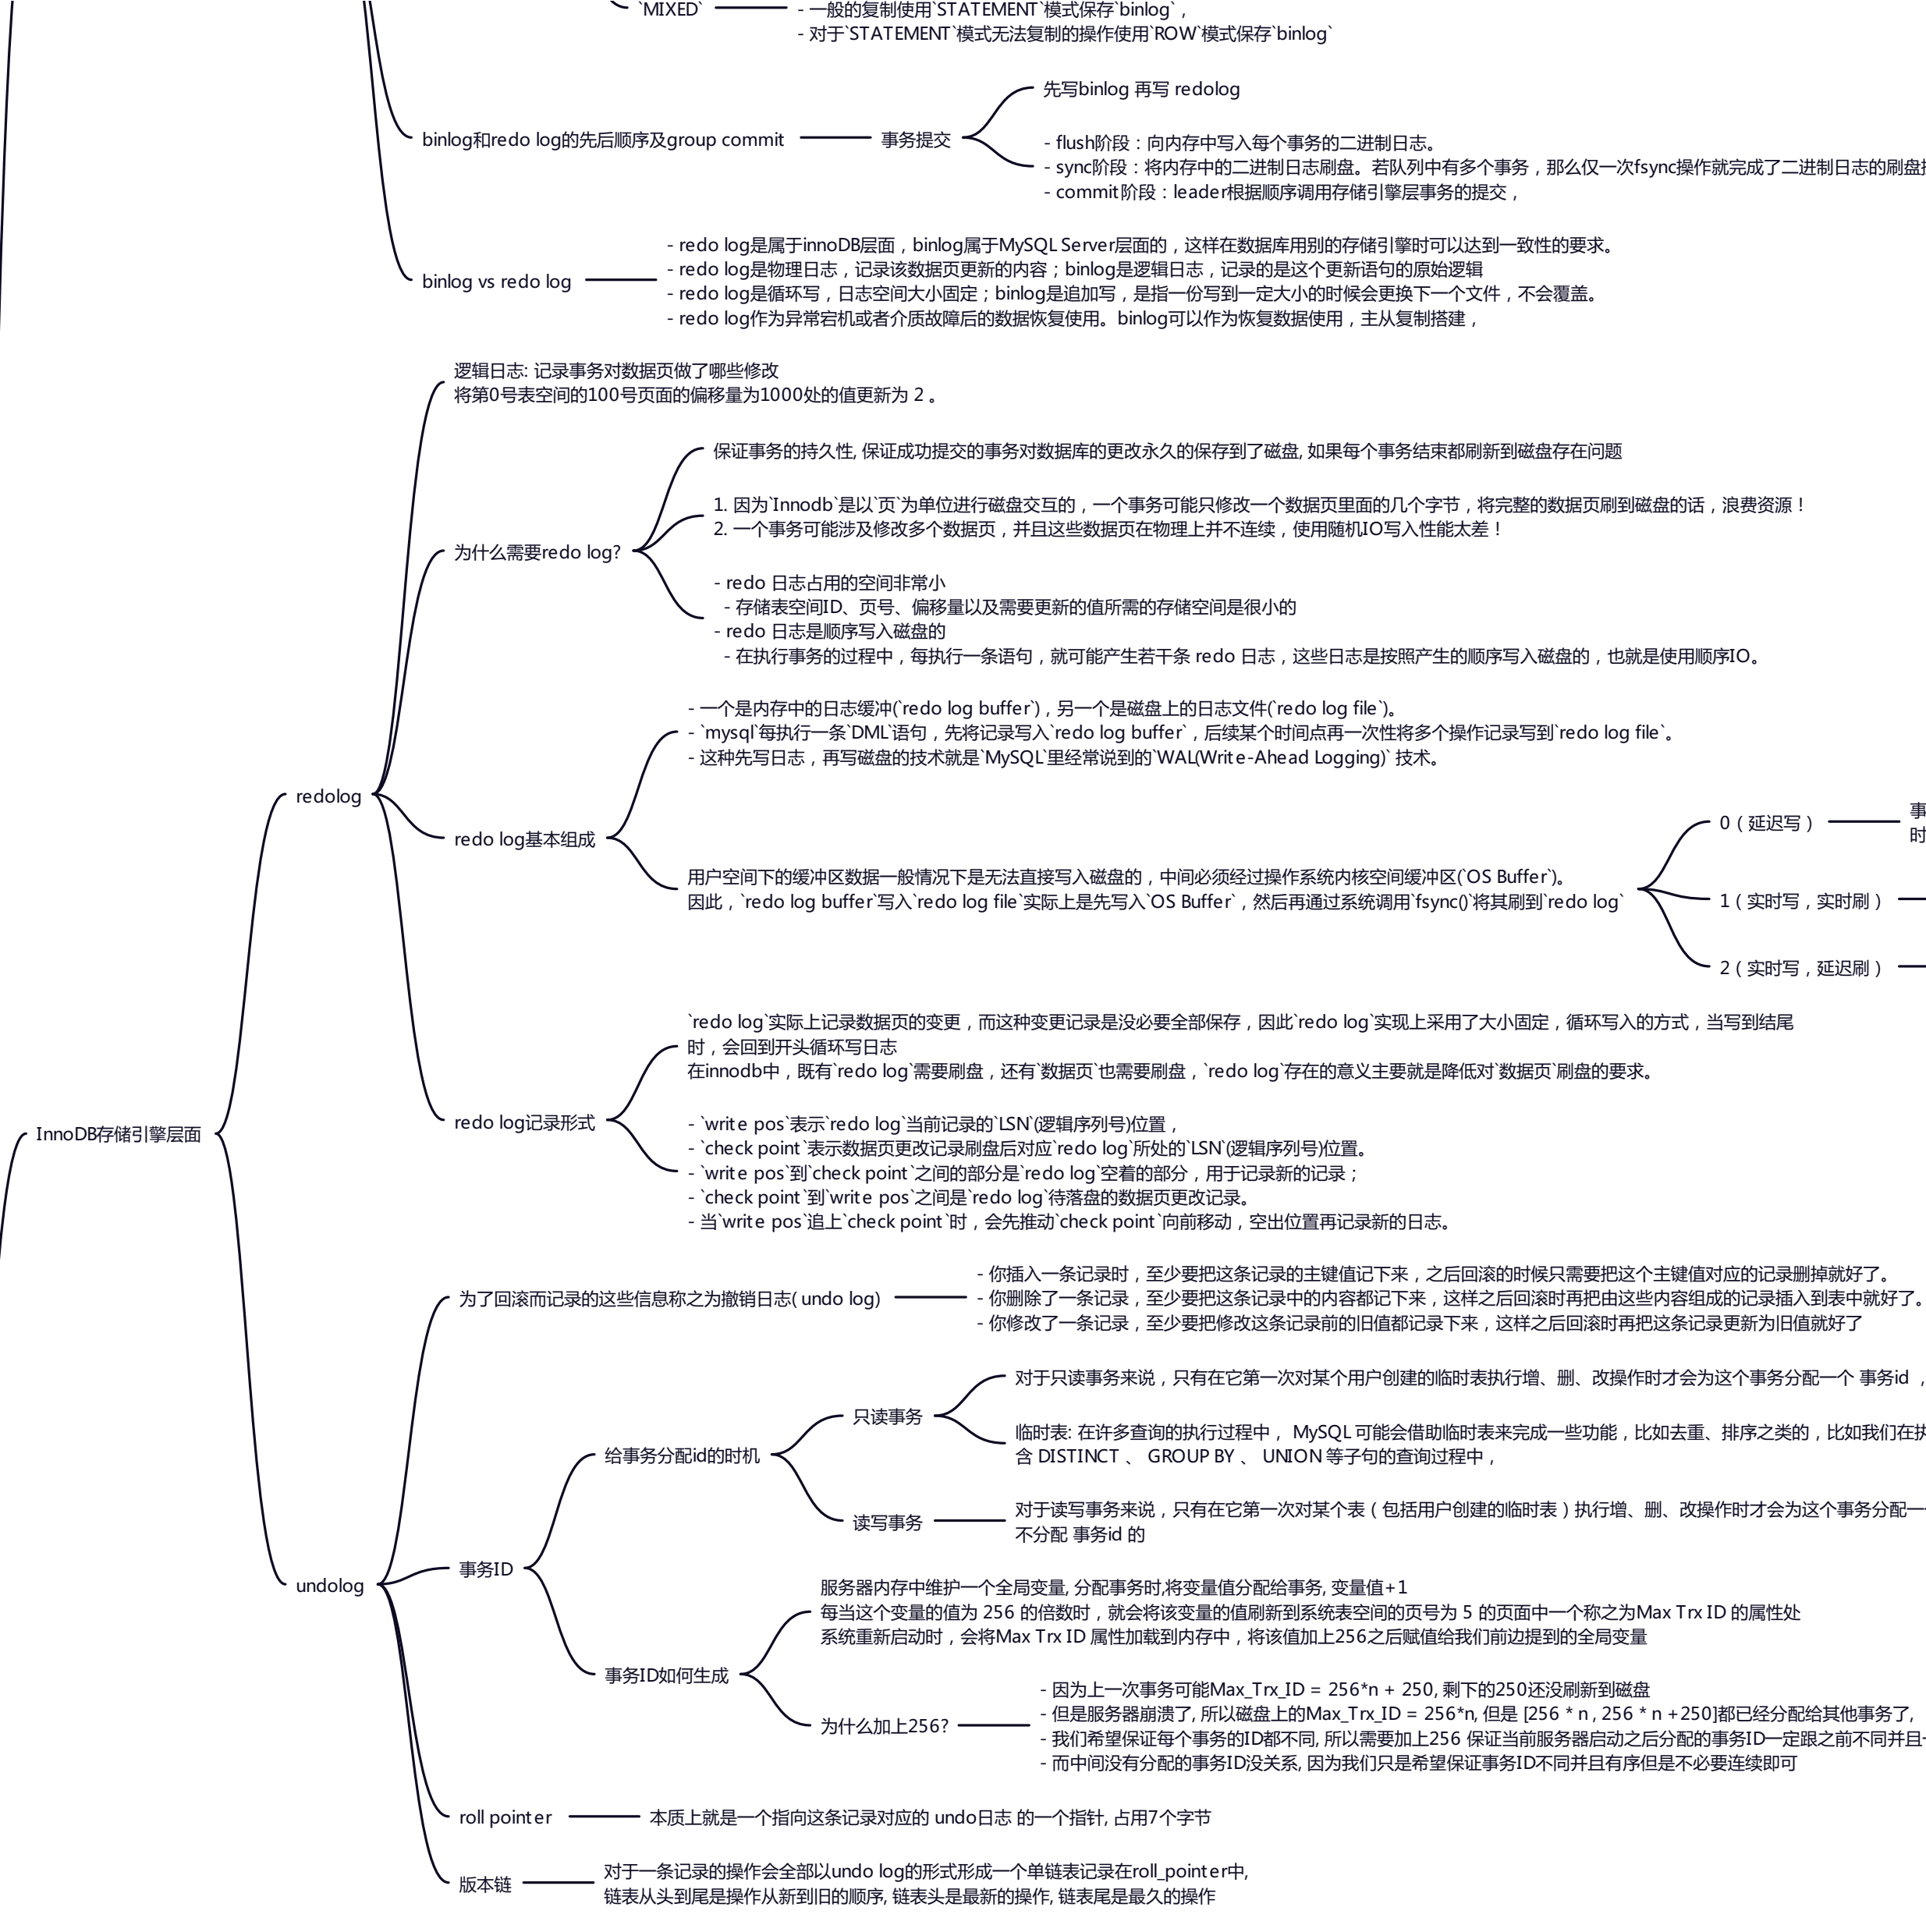 `MIXED`
- 一般的复制使用`STATEMENT`模式保存`binlog`，
- 对于`STATEMENT`模式无法复制的操作使用`ROW`模式保存`binlog`
binlog和redo log的先后顺序及group commit
事务提交
先写binlog 再写 redolog
- flush阶段：向内存中写入每个事务的二进制日志。
- sync阶段：将内存中的二进制日志刷盘。若队列中有多个事务，那么仅一次fsync操作就完成了二进制日志的刷盘
- commit阶段：leader根据顺序调用存储引擎层事务的提交，
binlog vs redo log
- redo log是属于innoDB层面，binlog属于MySQL Server层面的，这样在数据库用别的存储引擎时可以达到一致性的要求。
- redo log是物理日志，记录该数据页更新的内容；binlog是逻辑日志，记录的是这个更新语句的原始逻辑
- redo log是循环写，日志空间大小固定；binlog是追加写，是指一份写到一定大小的时候会更换下一个文件，不会覆盖。
- redo log作为异常宕机或者介质故障后的数据恢复使用。binlog可以作为恢复数据使用，主从复制搭建，
InnoDB存储引擎层面
redolog
逻辑日志: 记录事务对数据页做了哪些修改
将第0号表空间的100号页面的偏移量为1000处的值更新为 2 。
为什么需要redo log?
保证事务的持久性, 保证成功提交的事务对数据库的更改永久的保存到了磁盘, 如果每个事务结束都刷新到磁盘存在问题
1. 因为`Innodb`是以`页`为单位进行磁盘交互的，一个事务可能只修改一个数据页里面的几个字节，将完整的数据页刷到磁盘的话，浪费资源！
2. 一个事务可能涉及修改多个数据页，并且这些数据页在物理上并不连续，使用随机IO写入性能太差！
- redo 日志占用的空间非常小
- 存储表空间ID、页号、偏移量以及需要更新的值所需的存储空间是很小的
- redo 日志是顺序写入磁盘的
- 在执行事务的过程中，每执行一条语句，就可能产生若干条 redo 日志，这些日志是按照产生的顺序写入磁盘的，也就是使用顺序IO。
redo log基本组成
- 一个是内存中的日志缓冲(`redo log buffer`)，另一个是磁盘上的日志文件(`redo log file`)。
- `mysql`每执行一条`DML`语句，先将记录写入`redo log buffer`，后续某个时间点再一次性将多个操作记录写到`redo log file`。
- 这种先写日志，再写磁盘的技术就是`MySQL`里经常说到的`WAL(Write-Ahead Logging)` 技术。
用户空间下的缓冲区数据一般情况下是无法直接写入磁盘的，中间必须经过操作系统内核空间缓冲区(`OS Buffer`)。
因此，`redo log buffer`写入`redo log file`实际上是先写入`OS Buffer`，然后再通过系统调用`fsync()`将其刷到`redo log`
0（延迟写）
事
时
1（实时写，实时刷）
2（实时写，延迟刷）
redo log记录形式
`redo log`实际上记录数据页的变更，而这种变更记录是没必要全部保存，因此`redo log`实现上采用了大小固定，循环写入的方式，当写到结尾
时，会回到开头循环写日志
在innodb中，既有`redo log`需要刷盘，还有`数据页`也需要刷盘，`redo log`存在的意义主要就是降低对`数据页`刷盘的要求。
- `write pos`表示`redo log`当前记录的`LSN`(逻辑序列号)位置，
- `check point`表示数据页更改记录刷盘后对应`redo log`所处的`LSN`(逻辑序列号)位置。
- `write pos`到`check point`之间的部分是`redo log`空着的部分，用于记录新的记录；
- `check point`到`write pos`之间是`redo log`待落盘的数据页更改记录。
- 当`write pos`追上`check point`时，会先推动`check point`向前移动，空出位置再记录新的日志。
undolog
为了回滚而记录的这些信息称之为撤销日志( undo log)
- 你插入一条记录时，至少要把这条记录的主键值记下来，之后回滚的时候只需要把这个主键值对应的记录删掉就好了。
- 你删除了一条记录，至少要把这条记录中的内容都记下来，这样之后回滚时再把由这些内容组成的记录插入到表中就好了。
- 你修改了一条记录，至少要把修改这条记录前的旧值都记录下来，这样之后回滚时再把这条记录更新为旧值就好了
事务ID
给事务分配id的时机
只读事务
对于只读事务来说，只有在它第一次对某个用户创建的临时表执行增、删、改操作时才会为这个事务分配一个 事务id ，
临时表: 在许多查询的执行过程中， MySQL 可能会借助临时表来完成一些功能，比如去重、排序之类的，比如我们在执
含 DISTINCT 、 GROUP BY 、 UNION 等子句的查询过程中，
读写事务
对于读写事务来说，只有在它第一次对某个表（包括用户创建的临时表）执行增、删、改操作时才会为这个事务分配一
不分配 事务id 的
事务ID如何生成
服务器内存中维护一个全局变量, 分配事务时,将变量值分配给事务, 变量值+1
每当这个变量的值为 256 的倍数时，就会将该变量的值刷新到系统表空间的页号为 5 的页面中一个称之为Max Trx ID 的属性处
系统重新启动时，会将Max Trx ID 属性加载到内存中，将该值加上256之后赋值给我们前边提到的全局变量
为什么加上256?
- 因为上一次事务可能Max_Trx_ID = 256*n + 250, 剩下的250还没刷新到磁盘
- 但是服务器崩溃了, 所以磁盘上的Max_Trx_ID = 256*n, 但是 [256 * n , 256 * n +250]都已经分配给其他事务了,
- 我们希望保证每个事务的ID都不同, 所以需要加上256 保证当前服务器启动之后分配的事务ID一定跟之前不同并且
- 而中间没有分配的事务ID没关系, 因为我们只是希望保证事务ID不同并且有序但是不必要连续即可
roll pointer
本质上就是一个指向这条记录对应的 undo日志 的一个指针, 占用7个字节
版本链
对于一条记录的操作会全部以undo log的形式形成一个单链表记录在roll_pointer中,
链表从头到尾是操作从新到旧的顺序, 链表头是最新的操作, 链表尾是最久的操作